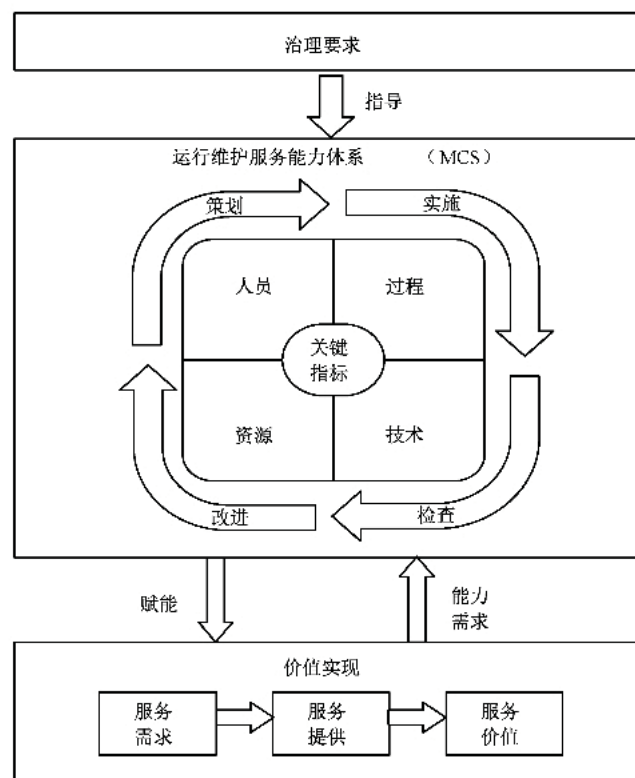 治理要求
指导
运行维护服务能力体系 （MCS）
策划
实施
人员
过程
关键
指标
资源
技术
改进
检查
赋能
能力
需求
价值实现
服务
需求
服务
提供
服务
价值